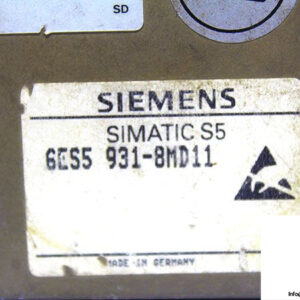 SD
SIEMENS
SIMATIC S5
6ES5 931-8MD11
MADE IN GERMANY